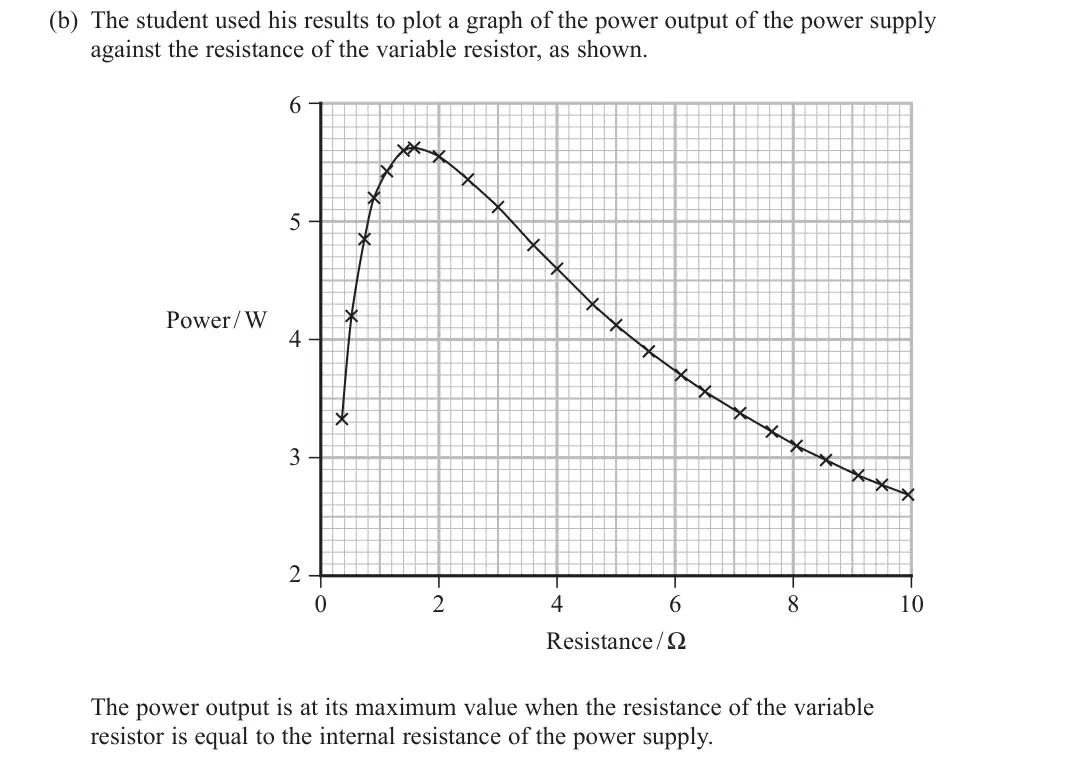 (b) The student used his results to plot a graph of the power output of the power supply
against the resistance of the variable resistor, as shown.
6
5
Power/W
4
3
2
0 2 4 6 8 10
Resistance/Ω
The power output is at its maximum value when the resistance of the variable
resistor is equal to the internal resistance of the power supply.